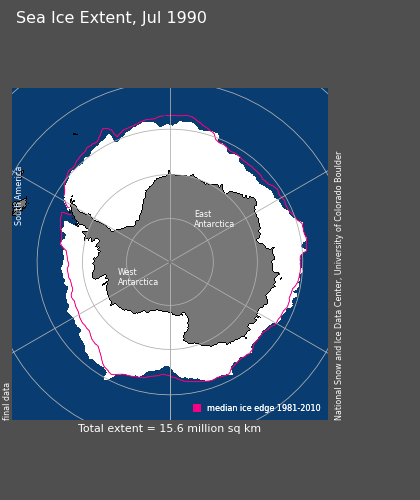 Sea Ice Extent, Jul 1990
South America
East
Antarctica
West
Antarctica
National Snow and Ice Data Center, University of Colorado Boulder
final data
median ice edge 1981-2010
Total extent = 15.6 million sq km